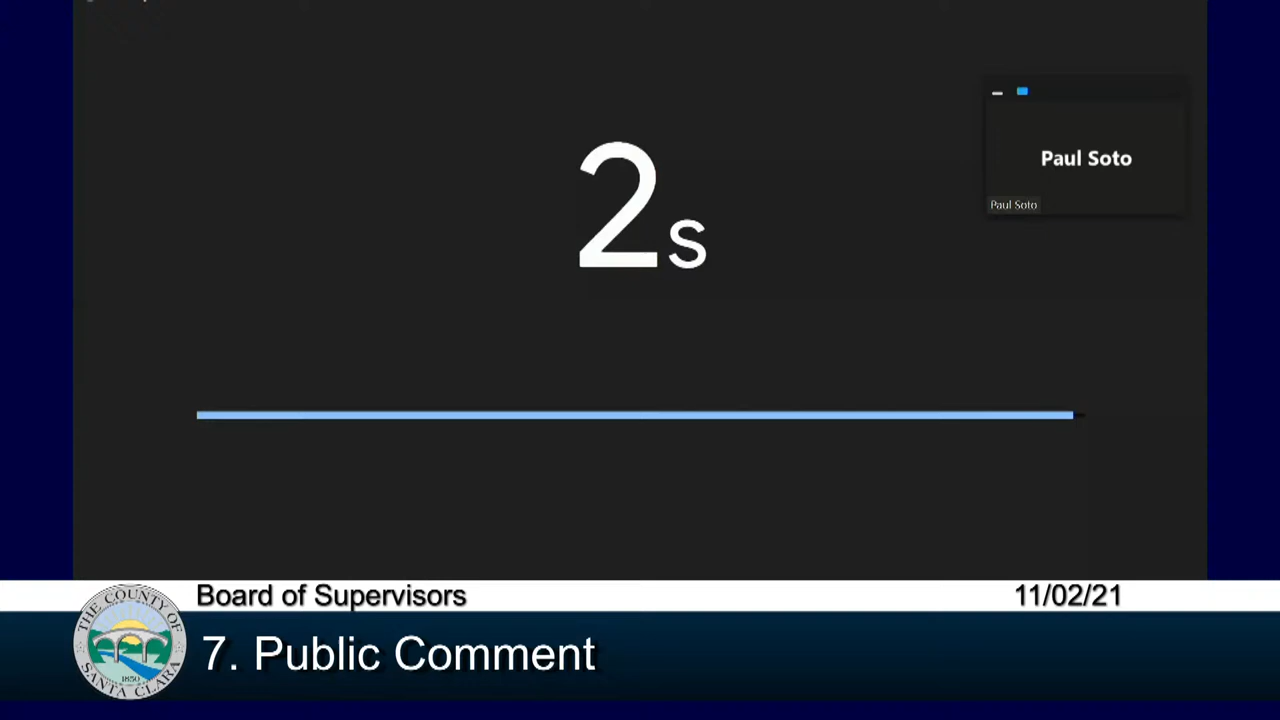 2s
Paul Soto
Paul Soto
Board of Supervisors
11/02/21
7. Public Comment
THE COUNTY OF
SANTA CLARA
1850